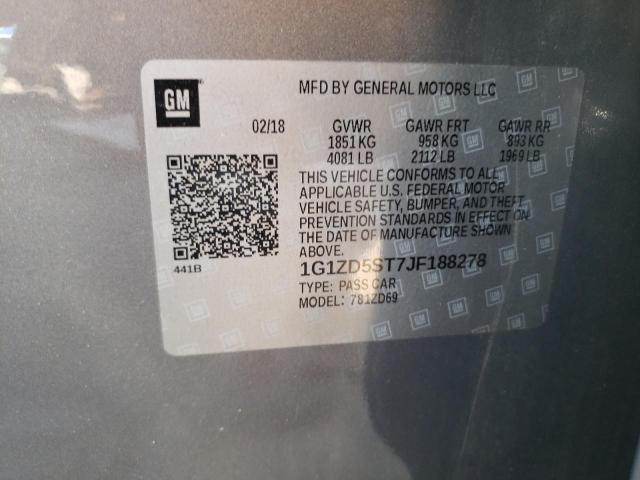 GM
MFD BY GENERAL MOTORS LLC
02/18 GVWR GAWR FRT GAWR RR
1851 KG 958 KG 893 KG
4081 LB 2112 LB 1969 LB
THIS VEHICLE CONFORMS TO ALL
APPLICABLE U.S. FEDERAL MOTOR
VEHICLE SAFETY, BUMPER, AND THEFT
PREVENTION STANDARDS IN EFFECT ON
THE DATE OF MANUFACTURE SHOWN
ABOVE.
441B
1G1ZD5ST7JF188278
TYPE: PASS CAR
MODEL: 781ZD69